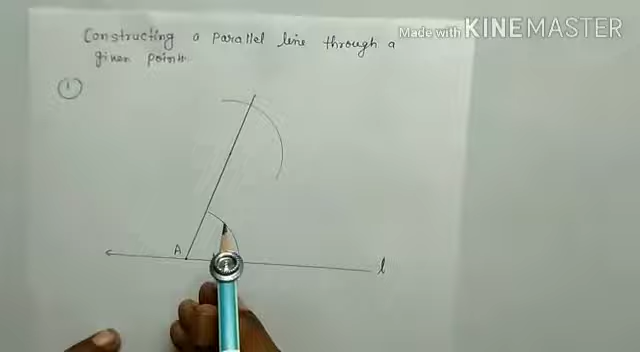 Made with KINEMASTER
Constructing a parallel line through a
given point.
1
A
l